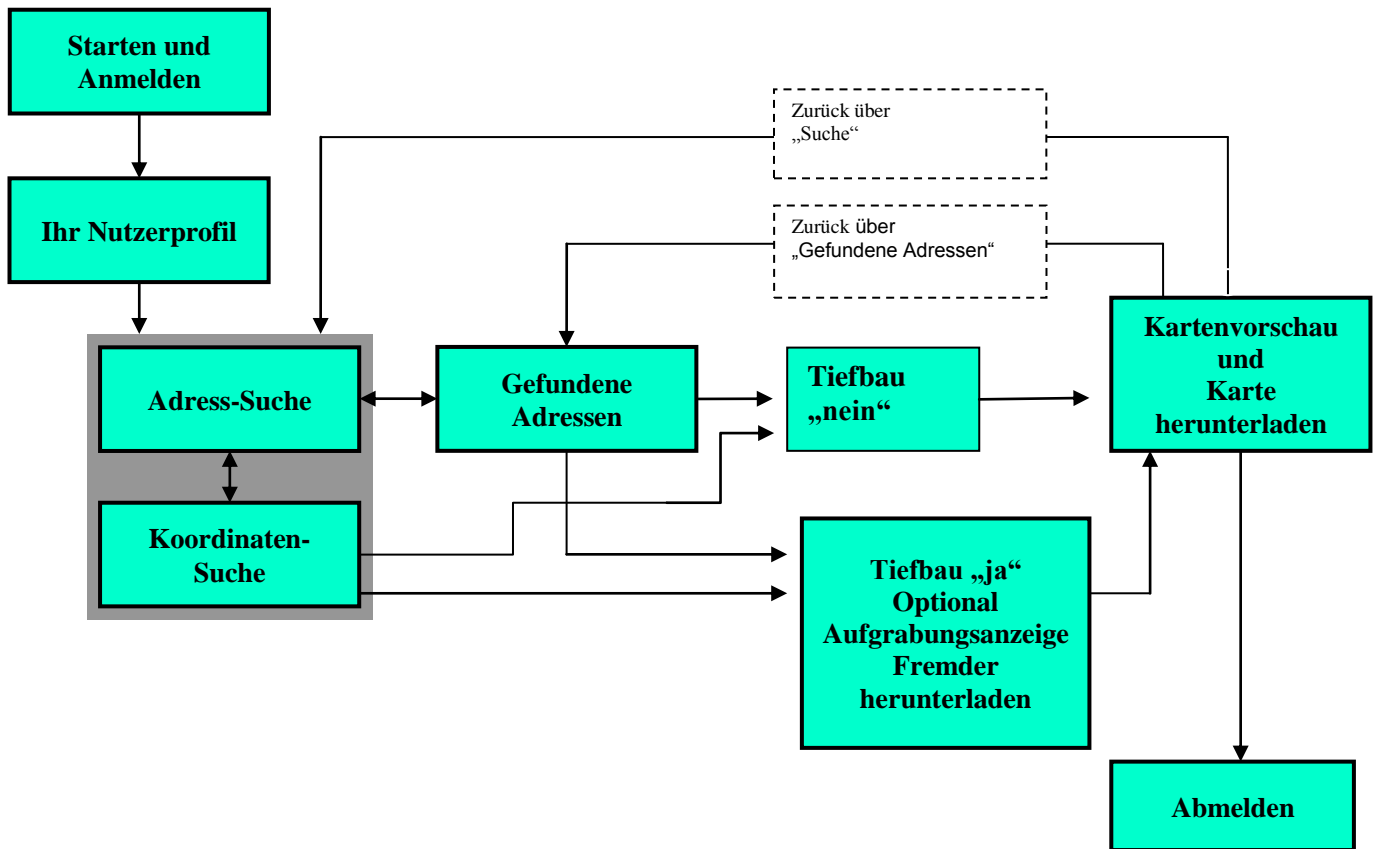 Starten und
Anmelden
Zurück über
„Suche“
Ihr Nutzerprofil
Zurück über
„Gefundene Adressen“
Adress-Suche
Gefundene
Adressen
Tiefbau
„nein“
Kartenvorschau
und
Karte
herunterladen
Koordinaten-
Suche
Tiefbau „ja“
Optional
Aufgrabungsanzeige
Fremder
herunterladen
Abmelden